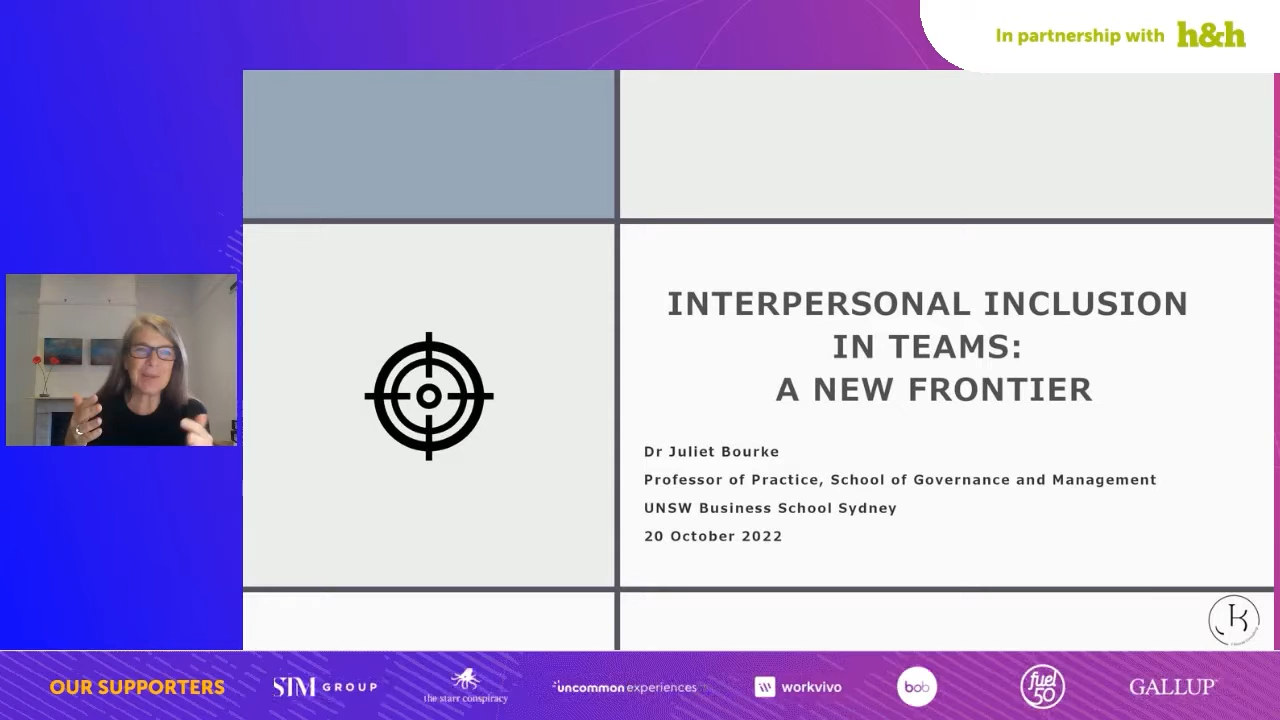 In partnership with h&h
INTERPERSONAL INCLUSION
IN TEAMS:
A NEW FRONTIER
Dr Juliet Bourke
Professor of Practice, School of Governance and Management
UNSW Business School Sydney
20 October 2022
OUR SUPPORTERS
STM GROUP
the starr conspiracy
uncommon experiences
workvivo
bob
fuel
50
GALLUP